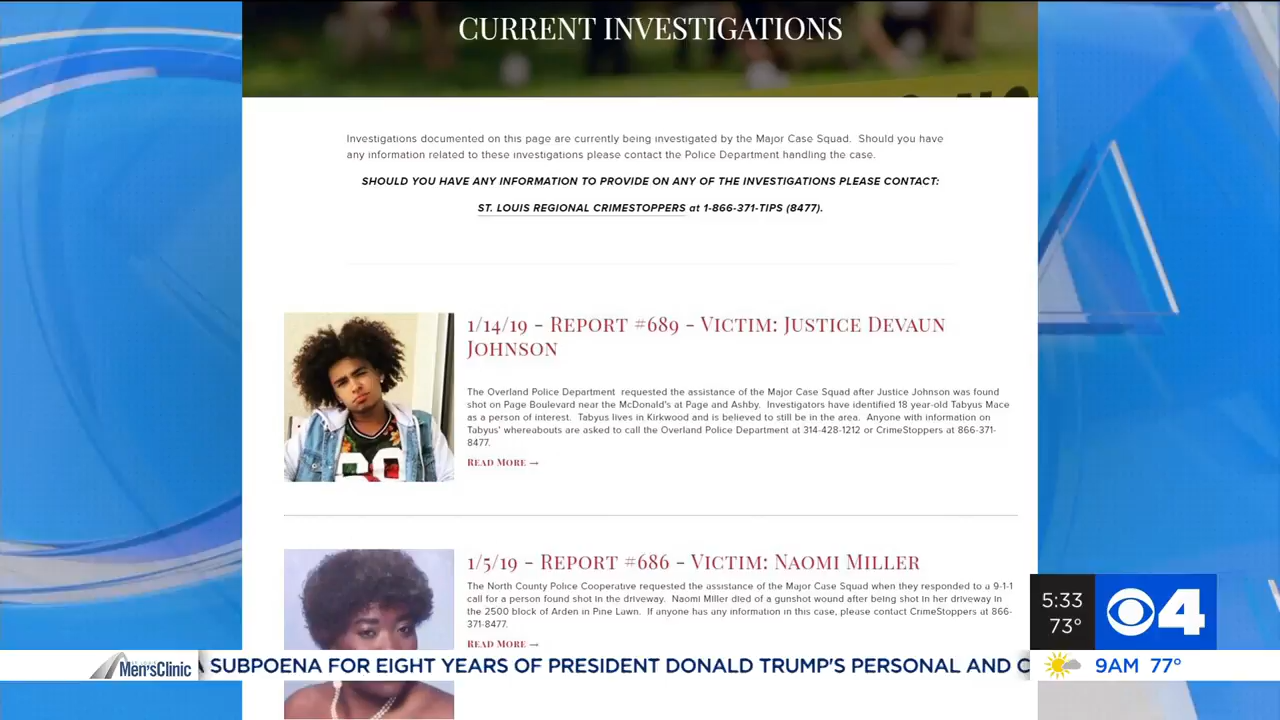 CURRENT INVESTIGATIONS
Investigations documented on this page are currently being investigated by the Major Case Squad. Should you have
any information related to these investigations please contact the Police Department handling the case.
SHOULD YOU HAVE ANY INFORMATION TO PROVIDE ON ANY OF THE INVESTIGATIONS PLEASE CONTACT:
ST. LOUIS REGIONAL CRIMESTOPPERS at 1-866-371-TIPS (8477).
1/14/19 - Report #689 - Victim: Justice Devaun
Johnson
The Overland Police Department requested the assistance of the Major Case Squad after Justice Johnson was found
shot on Page Boulevard near the McDonald's at Page and Ashby. Investigators have identified 18 year-old Tabyus Mace
as a person of interest. Tabyus lives in Kirkwood and is believed to still be in the area. Anyone with information on
Tabyus' whereabouts are asked to call the Overland Police Department at 314-428-1212 or CrimeStoppers at 866-371-
8477.
Read More →
1/5/19 - Report #686 - Victim: Naomi Miller
The North County Police Cooperative requested the assistance of the Major Case Squad when they responded to a 9-1-1
call for a person found shot in the driveway. Naomi Miller died of a gunshot wound after being shot in her driveway in
the 2500 block of Arden in Pine Lawn. If anyone has any information in this case, please contact CrimeStoppers at 866-
371-8477.
Read More →
5:33
73°
4
Men'sClinic
A SUBPOENA FOR EIGHT YEARS OF PRESIDENT DONALD TRUMP'S PERSONAL AND C
9AM 77°